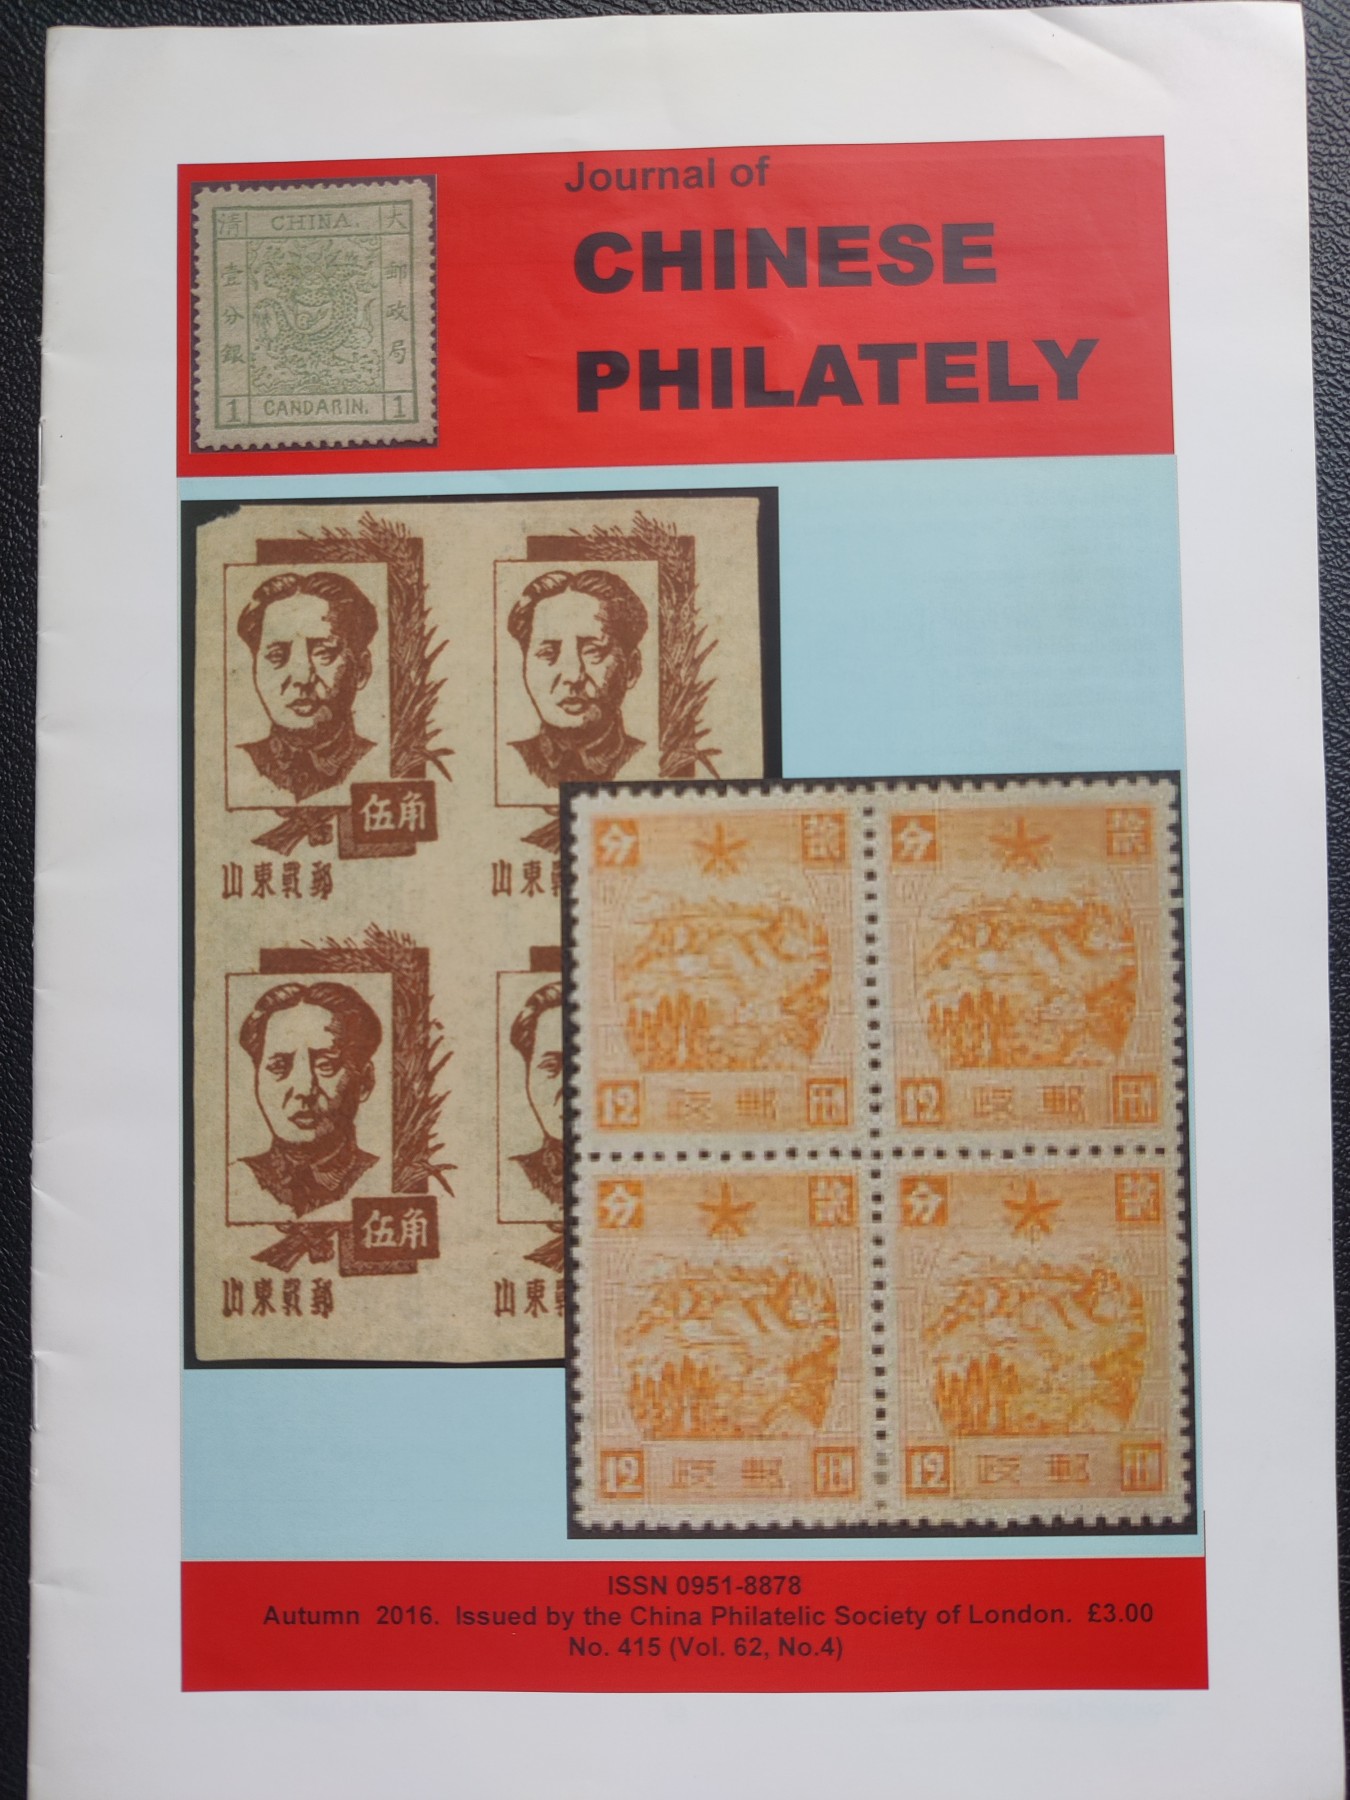 Journal of
CHINESE
PHILATELY
清 CHINA. 大
壹分銀
郵政局
1 CANDARIN. 1
伍角
山東戰郵
山東戰郵
伍角
山東戰郵
山東
分
分
12 政郵
12 政郵
分
分
12 政郵
12 政郵
ISSN 0951-8878
Autumn 2016. Issued by the China Philatelic Society of London. £3.00
No. 415 (Vol. 62, No.4)